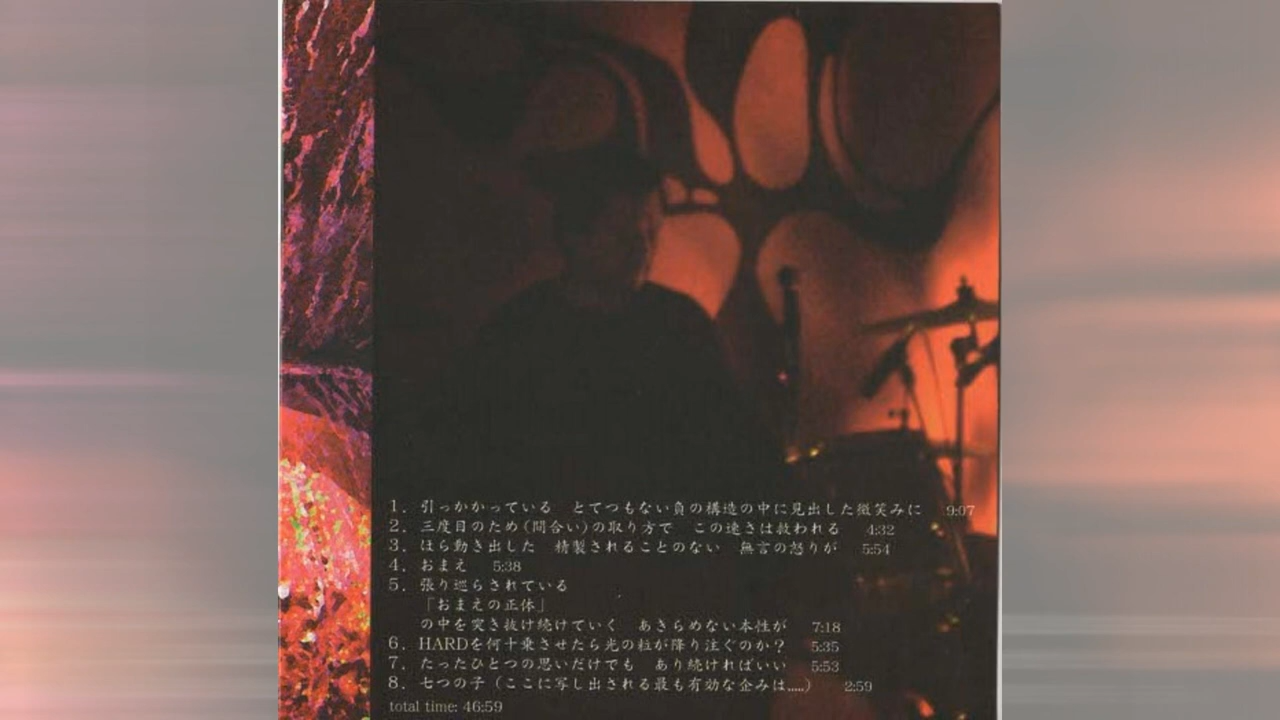 1. 引っかかっている　とてつもない負の構造の中に見出した微笑みに　9:07
2. 三度目のため(間合い)の取り方で　この速さは救われる　4:32
3. ほら動き出した　精製されることのない　無言の怒りが　5:54
4. おまえ　5:38
5. 張り巡らされている
「おまえの正体」
の中を突き抜け続けていく　あきらめない本性が　7:18
6. HARDを何十乗させたら光の粒が降り注ぐのか？　5:35
7. たったひとつの思いだけでも　あり続ければいい　5:53
8. 七つの子（ここに写し出される最も有効な企みは.....）　2:59
total time: 46:59